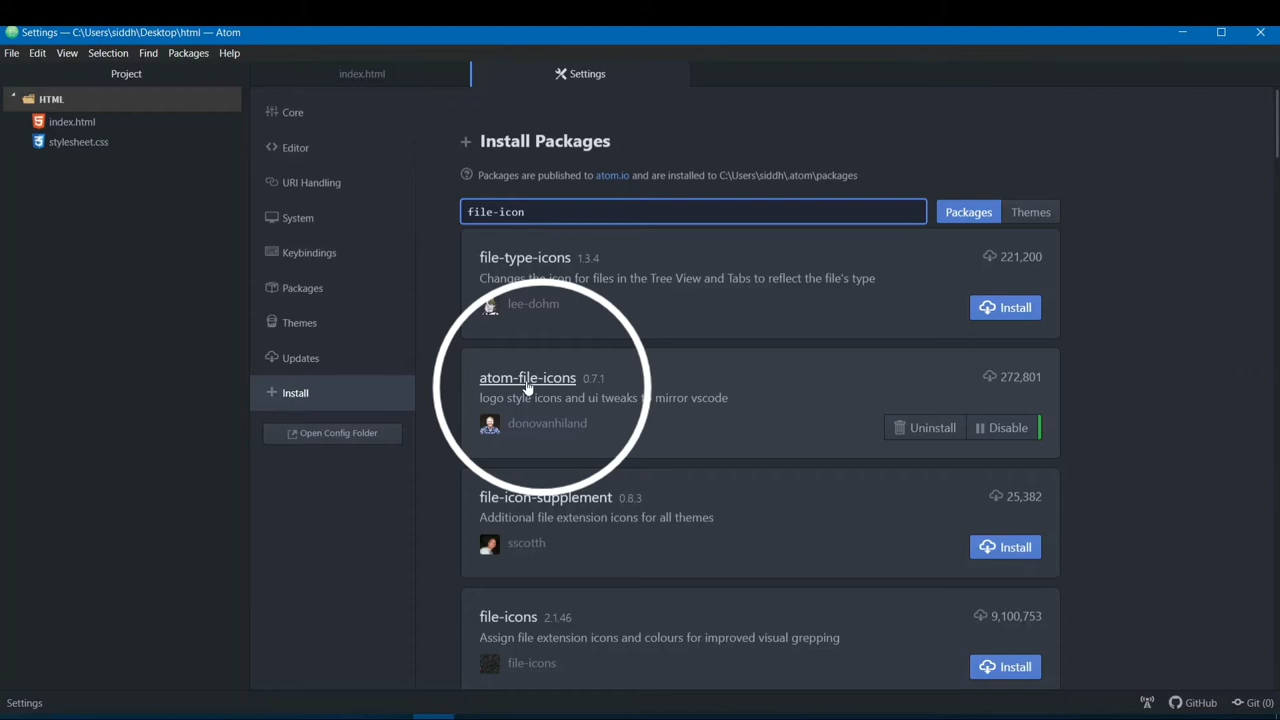 Settings — C:\Users\siddh\Desktop\html — Atom
File Edit View Selection Find Packages Help
Project
index.html
Settings
HTML
index.html
stylesheet.css
Core
Editor
URI Handling
System
Keybindings
Packages
Themes
Updates
Install
Open Config Folder
Install Packages
Packages are published to atom.io and are installed to C:\Users\siddh\.atom\packages
file-icon
Packages Themes
file-type-icons 1.3.4 221,200
Changes the icon for files in the Tree View and Tabs to reflect the file's type
lee-dohm
Install
atom-file-icons 0.7.1 272,801
logo style icons and ui tweaks to mirror vscode
donovanhiland
Uninstall Disable
file-icon-supplement 0.8.3 25,382
Additional file extension icons for all themes
sscotth
Install
file-icons 2.1.46 9,100,753
Assign file extension icons and colours for improved visual grepping
file-icons
Install
Settings
GitHub Git (0)